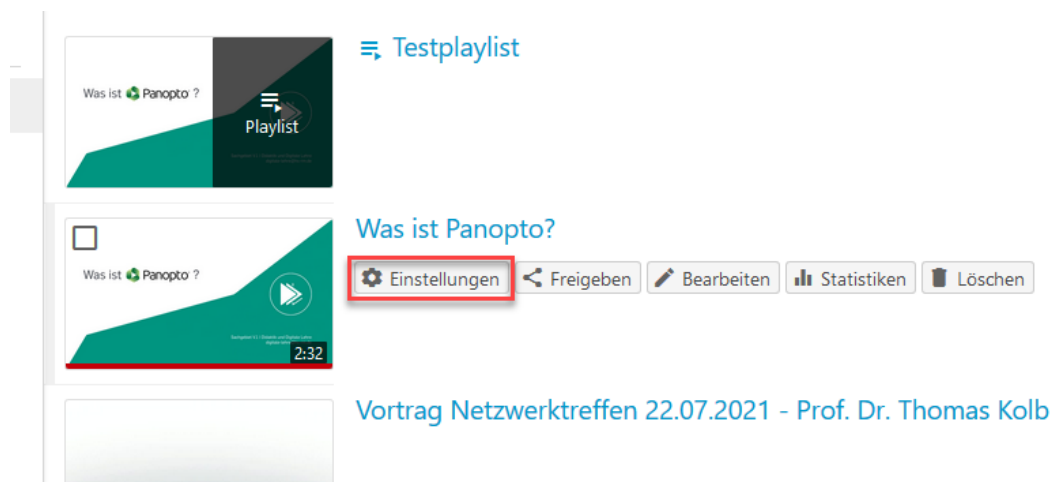 Testplaylist
Was ist Panopto ?
Playlist
Was ist Panopto?
Einstellungen Freigeben Bearbeiten Statistiken Löschen
Was ist Panopto ?
2:32
Vortrag Netzwerktreffen 22.07.2021 - Prof. Dr. Thomas Kolb